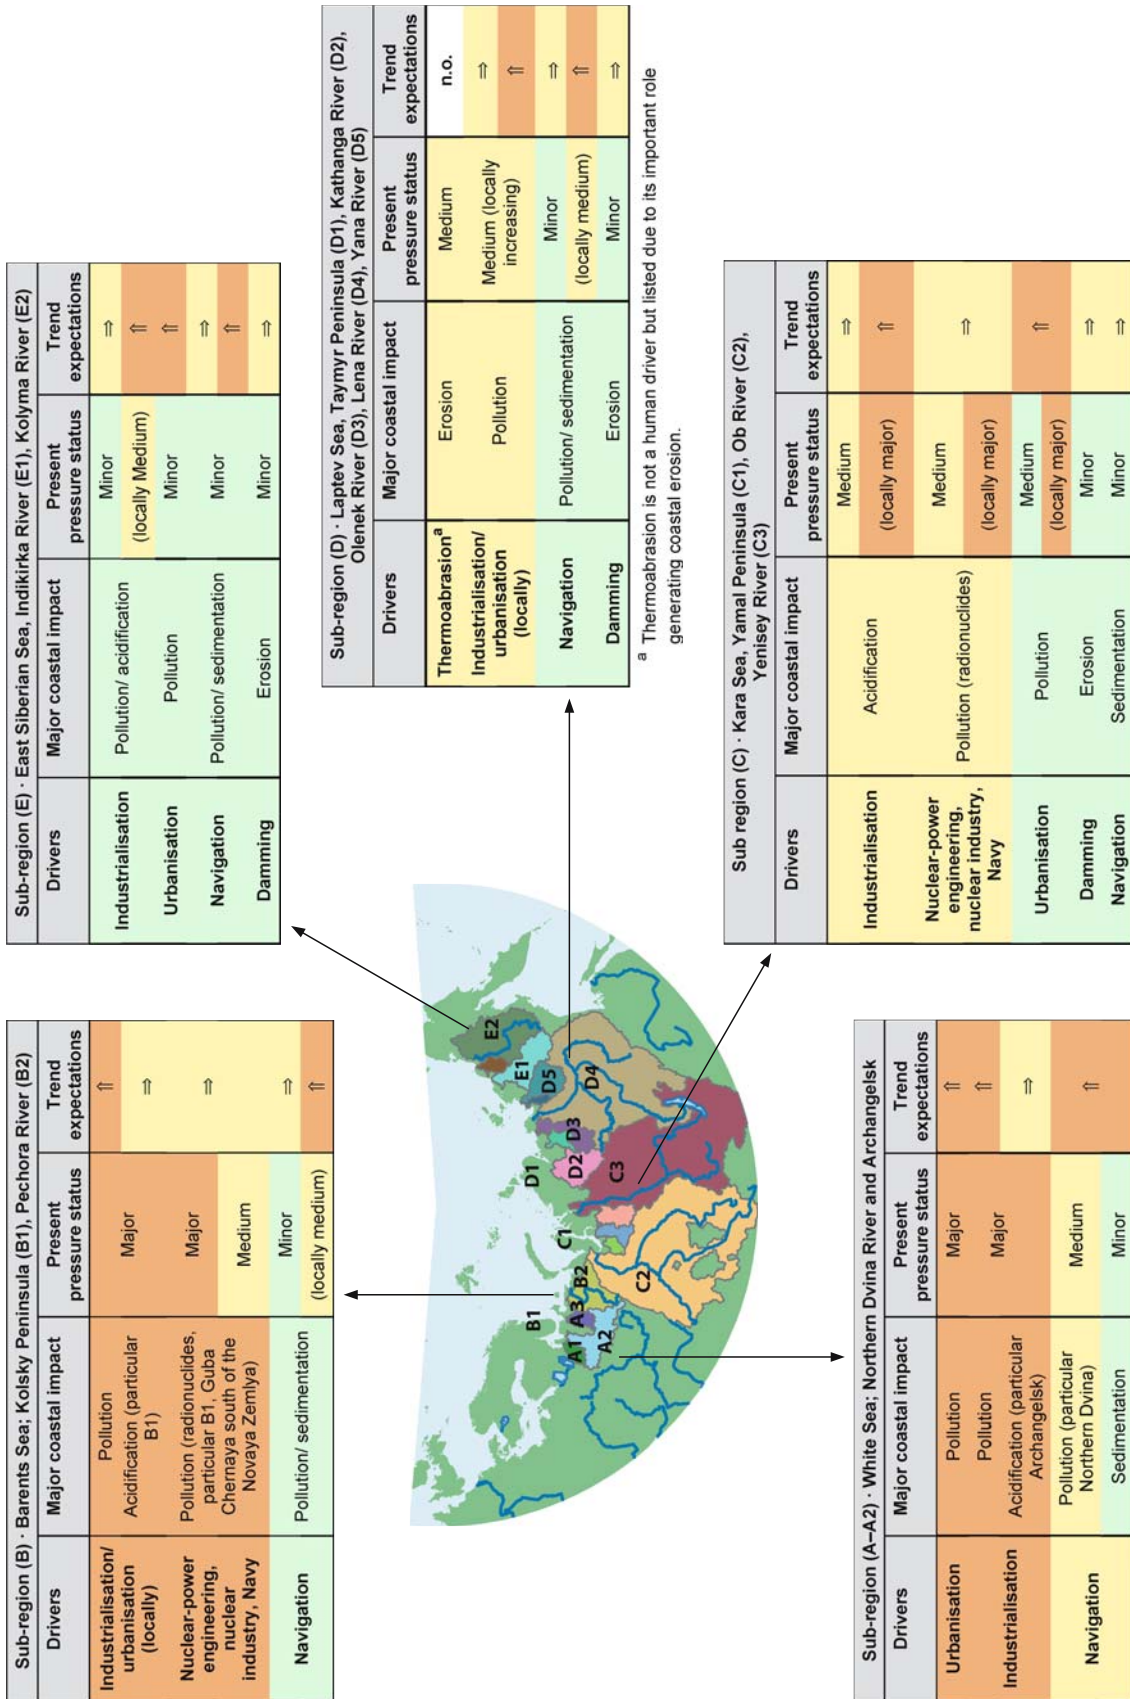 Sub-region (B) · Barents Sea; Kolsky Peninsula (B1), Pechora River (B2)
Drivers
Major coastal impact
Present
pressure status
Trend
expectations
Industrialisation/
urbanisation
(locally)
Pollution
Acidification (particular
B1)
Major
⇑
⇒
Nuclear-power
engineering,
nuclear
industry, Navy
Pollution (radionuclides,
particular B1, Guba
Chernaya south of the
Novaya Zemlya)
Major
Medium
⇒
Navigation
Pollution/ sedimentation
Minor
(locally medium)
⇒
⇑
Sub-region (E) · East Siberian Sea, Indikirka River (E1), Kolyma River (E2)
Drivers
Major coastal impact
Present
pressure status
Trend
expectations
Industrialisation
Pollution/ acidification
Minor
(locally Medium)
⇒
⇑
Urbanisation
Pollution
Minor
⇑
Navigation
Pollution/ sedimentation
Minor
⇒
⇑
Damming
Erosion
Minor
⇒
Sub-region (D) · Laptev Sea, Taymyr Peninsula (D1), Kathanga River (D2),
Olenek River (D3), Lena River (D4), Yana River (D5)
Drivers
Major coastal impact
Present
pressure status
Trend
expectations
Thermoabrasion a
Erosion
Medium
n.o.
Industrialisation/
urbanisation
(locally)
Pollution
Medium (locally
increasing)
⇒
⇑
Navigation
Pollution/ sedimentation
Minor
(locally medium)
⇒
⇑
Damming
Erosion
Minor
⇒
a Thermoabrasion is not a human driver but listed due to its important role
generating coastal erosion.
A1
A2
A3
B1
B2
C1
C2
C3
D1
D2
D3
D4
D5
E1
E2
Sub-region (A–A2) · White Sea; Northern Dvina River and Archangelsk
Drivers
Major coastal impact
Present
pressure status
Trend
expectations
Urbanisation
Pollution
Major
⇑
Industrialisation
Pollution
Acidification (particular
Archangelsk)
Major
⇑
⇒
Navigation
Pollution (particular
Northern Dvina)
Sedimentation
Medium
Minor
⇑
Sub region (C) · Kara Sea, Yamal Peninsula (C1), Ob River (C2),
Yenisey River (C3)
Drivers
Major coastal impact
Present
pressure status
Trend
expectations
Industrialisation
Acidification
Medium
(locally major)
⇒
⇑
Nuclear-power
engineering,
nuclear industry,
Navy
Pollution (radionuclides)
Medium
(locally major)
⇒
Urbanisation
Pollution
Medium
(locally major)
⇑
Damming
Erosion
Minor
⇒
Navigation
Sedimentation
Minor
⇒